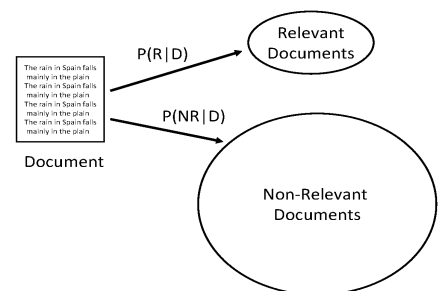 The rain in Spain falls
mainly in the plain
The rain in Spain falls
mainly in the plain
The rain in Spain falls
mainly in the plain
The rain in Spain falls
mainly in the plain
Document
P(R|D)
P(NR|D)
Relevant
Documents
Non-Relevant
Documents